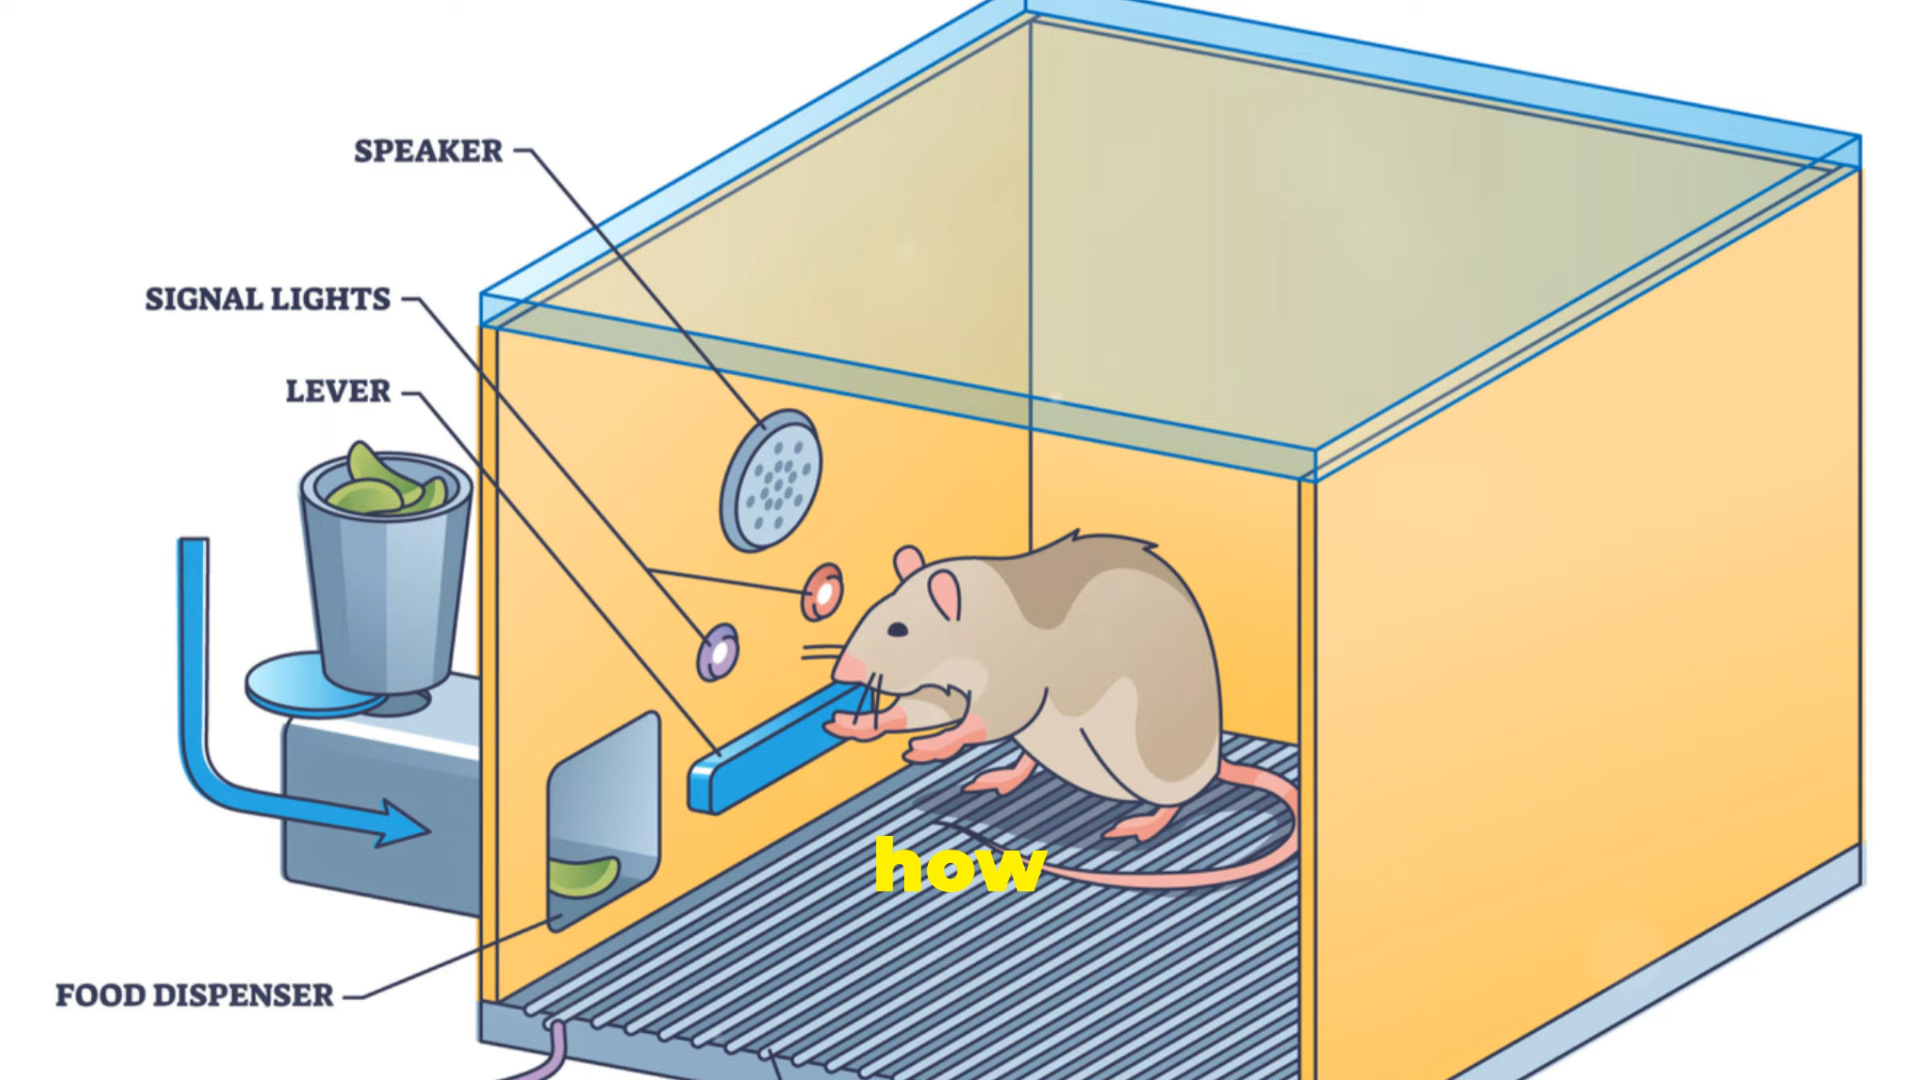 SPEAKER
SIGNAL LIGHTS
LEVER
how
FOOD DISPENSER